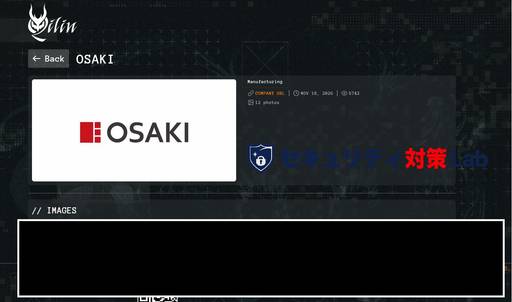 Qilin
← Back OSAKI
OSAKI
Manufacturing
COMPANY URL | NOV 18, 2025 | 5743
12 photos
セキュリティ対策Lab
// IMAGES